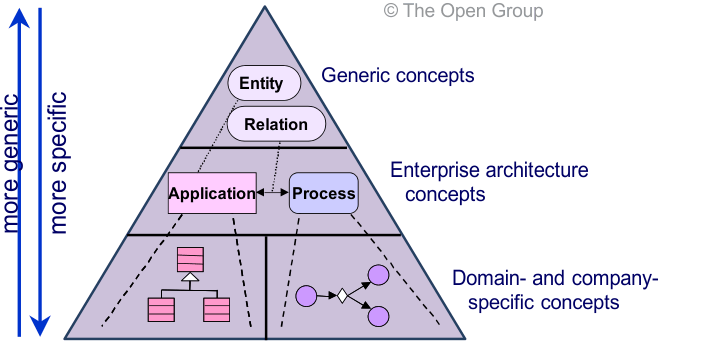 © The Open Group
Entity
Generic concepts
Relation
more generic
more specific
Enterprise architecture
concepts
Application
Process
Domain- and company-
specific concepts